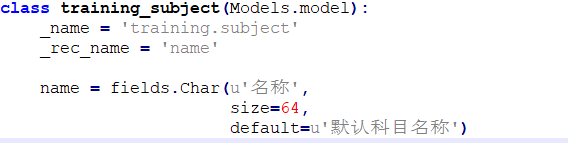 class training_subject(Models.model):
    _name = 'training.subject'
    _rec_name = 'name'
    name = fields.Char(u'名称',
                       size=64,
                       default=u'默认科目名称')